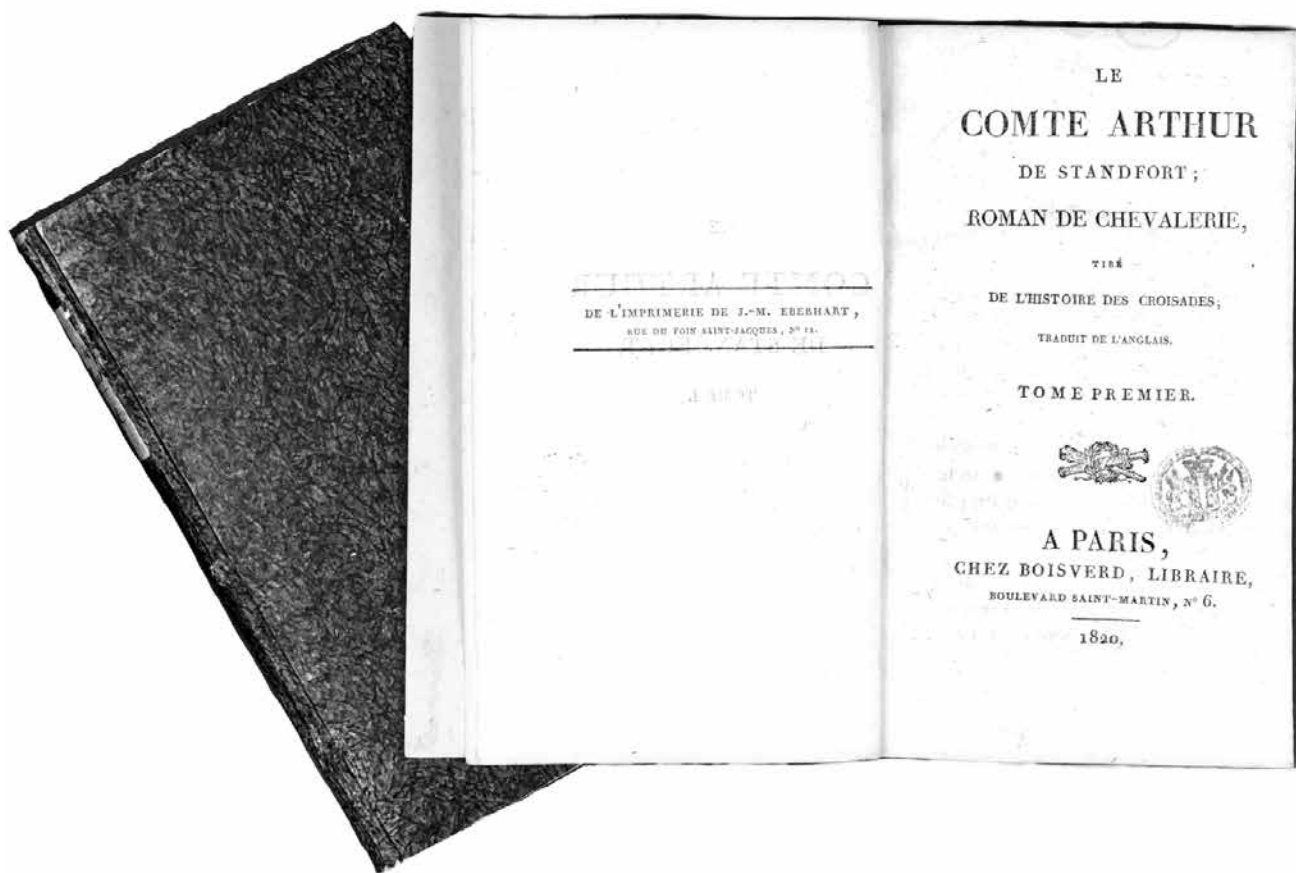 DE L'IMPRIMERIE DE J.-M. EBERHART,
RUE DU FOIN SAINT-JACQUES, N° 12.
LE
COMTE ARTHUR
DE STANDFORT;
ROMAN DE CHEVALERIE,
TIRÉ
DE L'HISTOIRE DES CROISADES;
TRADUIT DE L'ANGLAIS.
TOME PREMIER.
A PARIS,
CHEZ BOISVERD, LIBRAIRE,
BOULEVARD SAINT-MARTIN, N° 6.
1820.